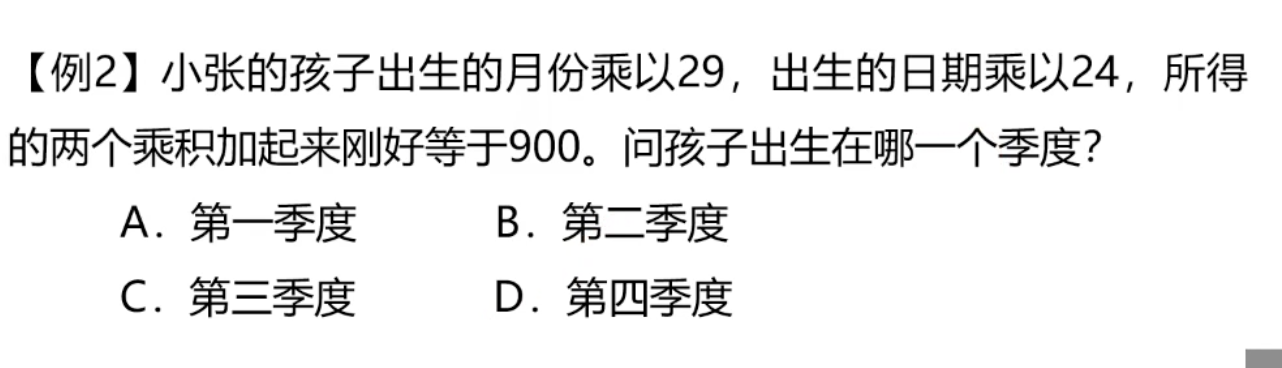 【例2】小张的孩子出生的月份乘以29，出生的日期乘以24，所得
的两个乘积加起来刚好等于900。问孩子出生在哪一个季度？
A．第一季度 B．第二季度
C．第三季度 D．第四季度